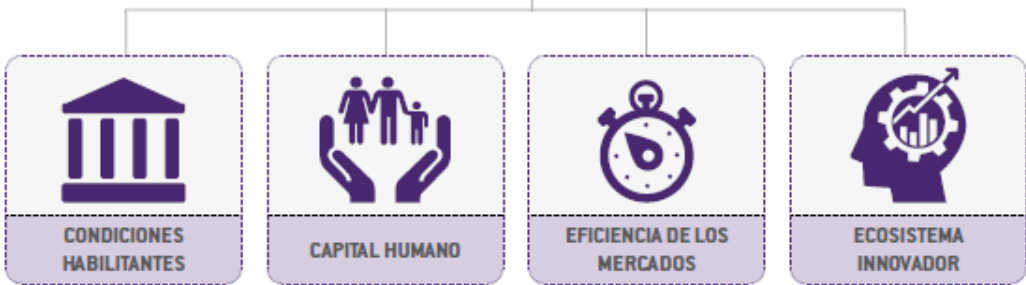 CONDICIONES
HABILITANTES
CAPITAL HUMANO
EFICIENCIA DE LOS
MERCADOS
ECOSISTEMA
INNOVADOR